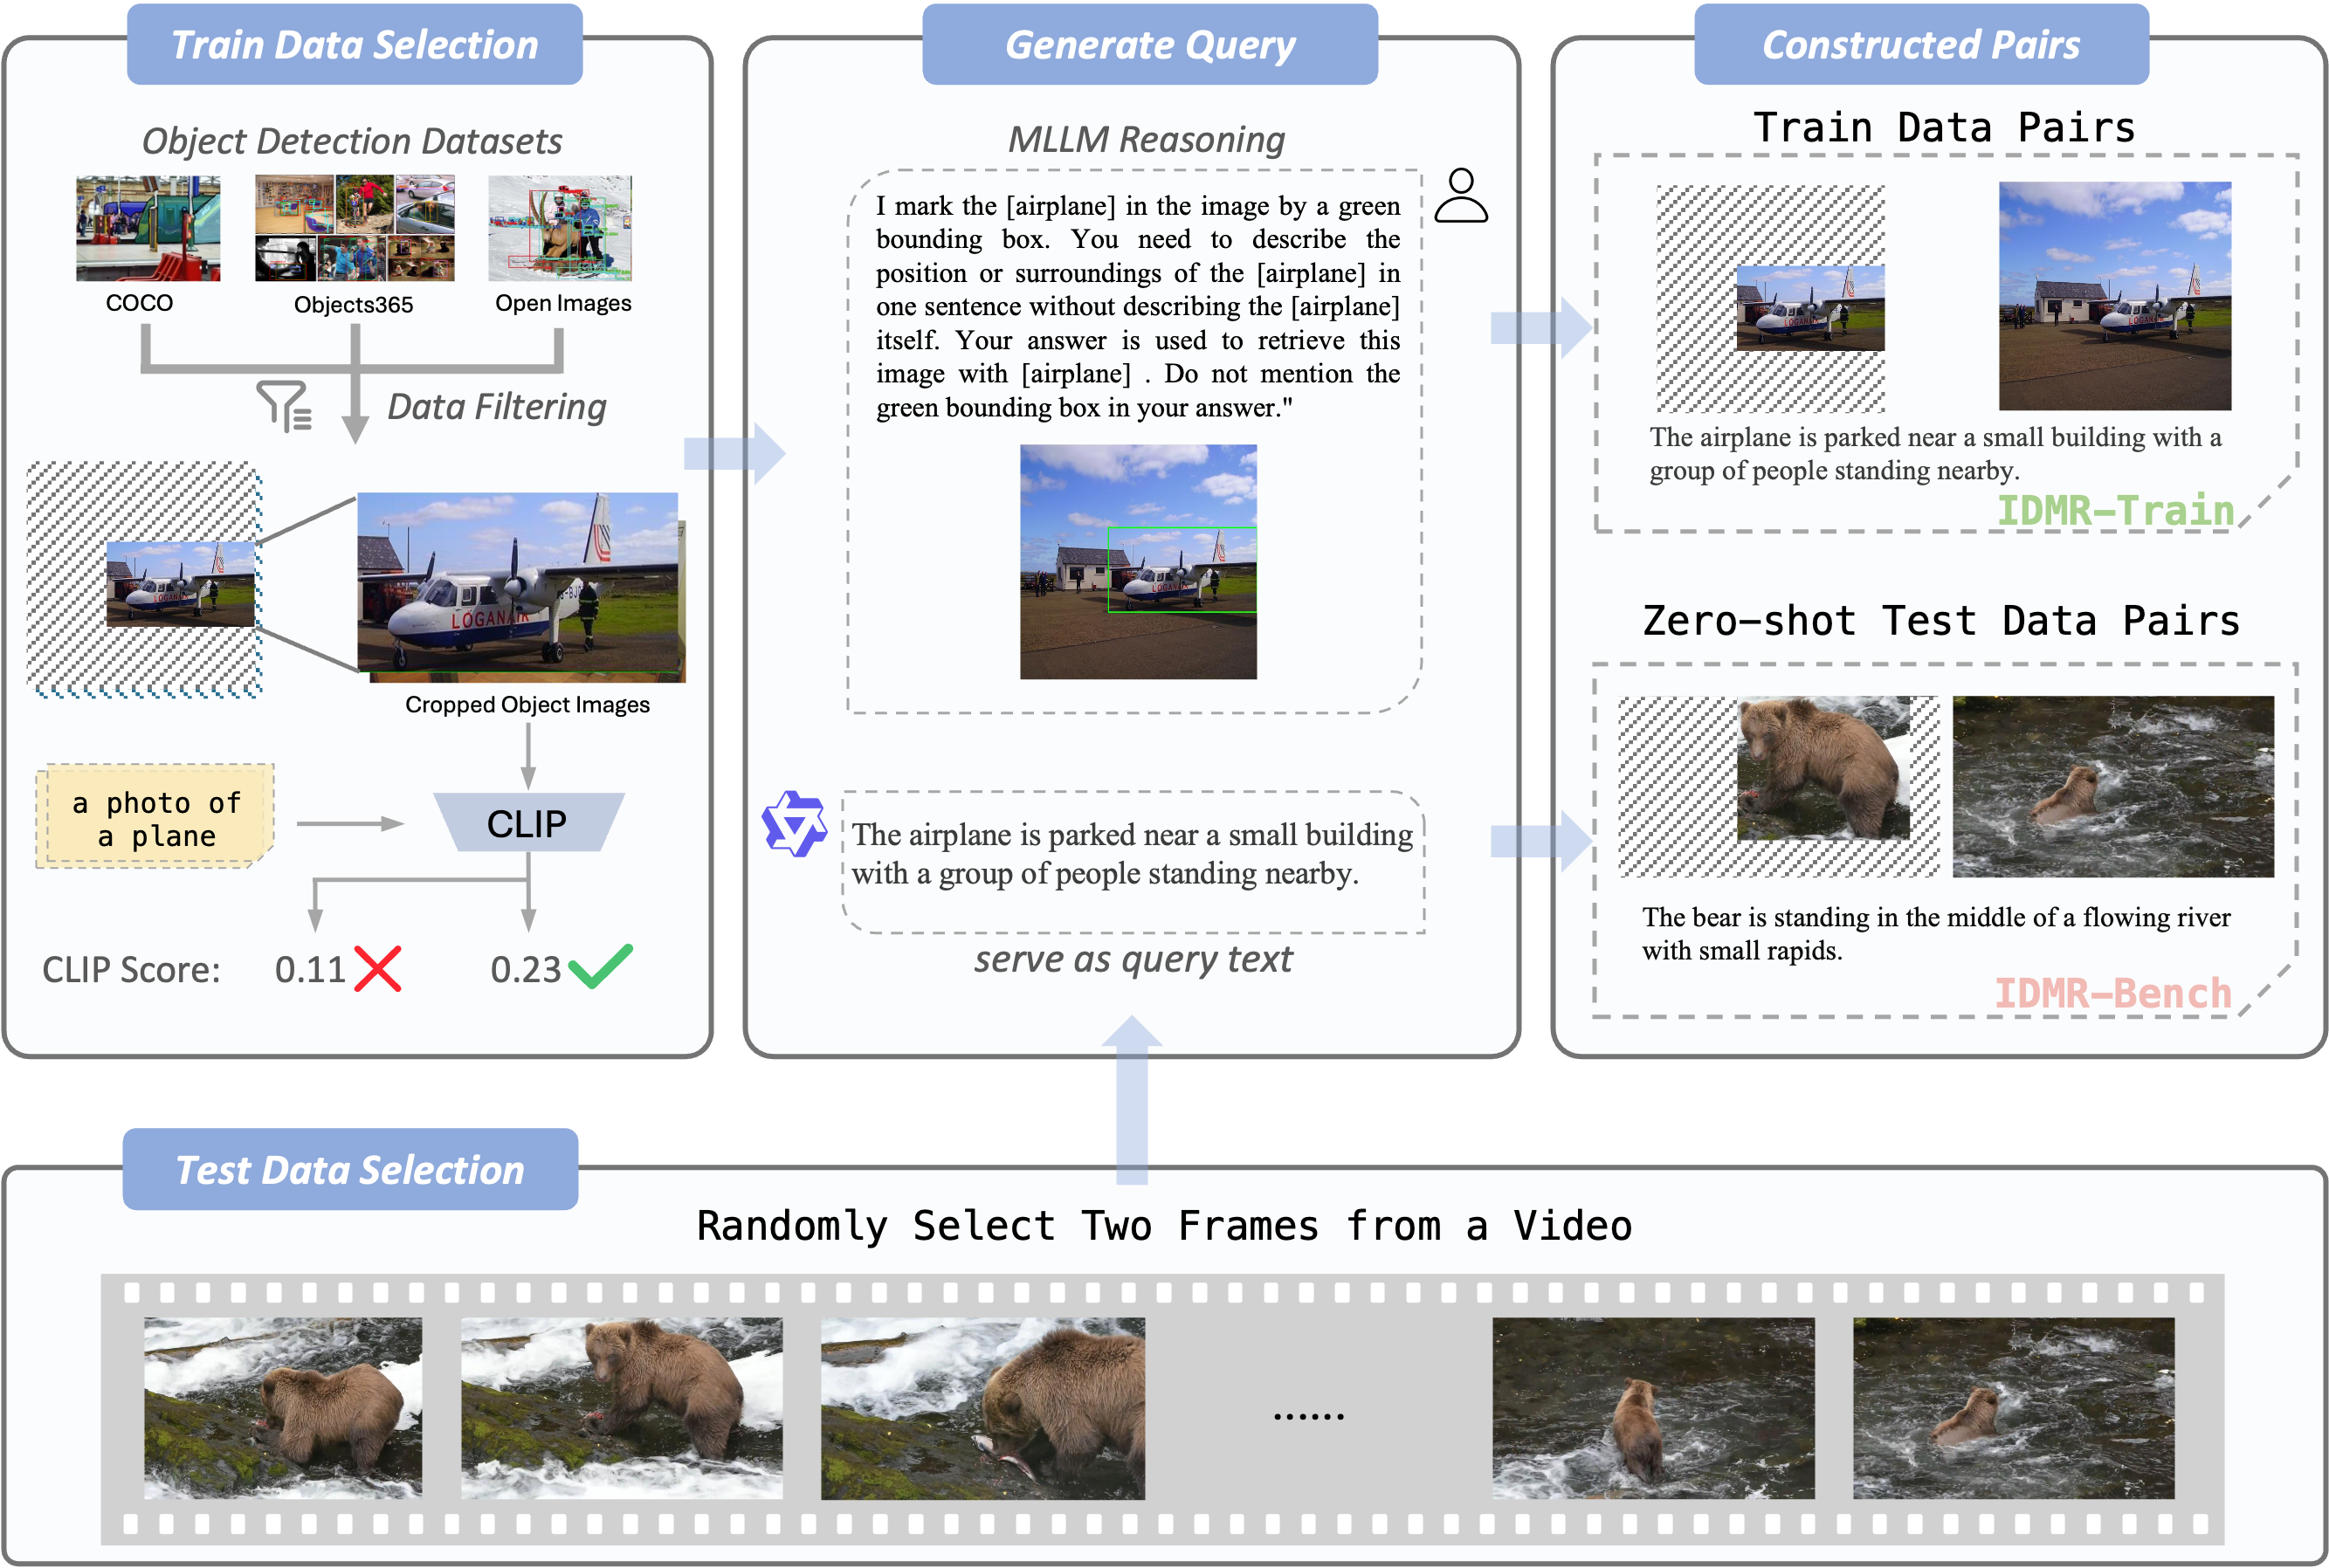 Train Data Selection
Object Detection Datasets
COCO
Objects365
Open Images
Data Filtering
LOGANAIR
Cropped Object Images
a photo of
a plane
CLIP
CLIP Score:
0.11
0.23
Generate Query
MLLM Reasoning
I mark the [airplane] in the image by a green
bounding box. You need to describe the
position or surroundings of the [airplane] in
one sentence without describing the [airplane]
itself. Your answer is used to retrieve this
image with [airplane] . Do not mention the
green bounding box in your answer."
The airplane is parked near a small building
with a group of people standing nearby.
serve as query text
Constructed Pairs
Train Data Pairs
The airplane is parked near a small building with a
group of people standing nearby.
IDMR-Train
Zero-shot Test Data Pairs
The bear is standing in the middle of a flowing river
with small rapids.
IDMR-Bench
Test Data Selection
Randomly Select Two Frames from a Video
......